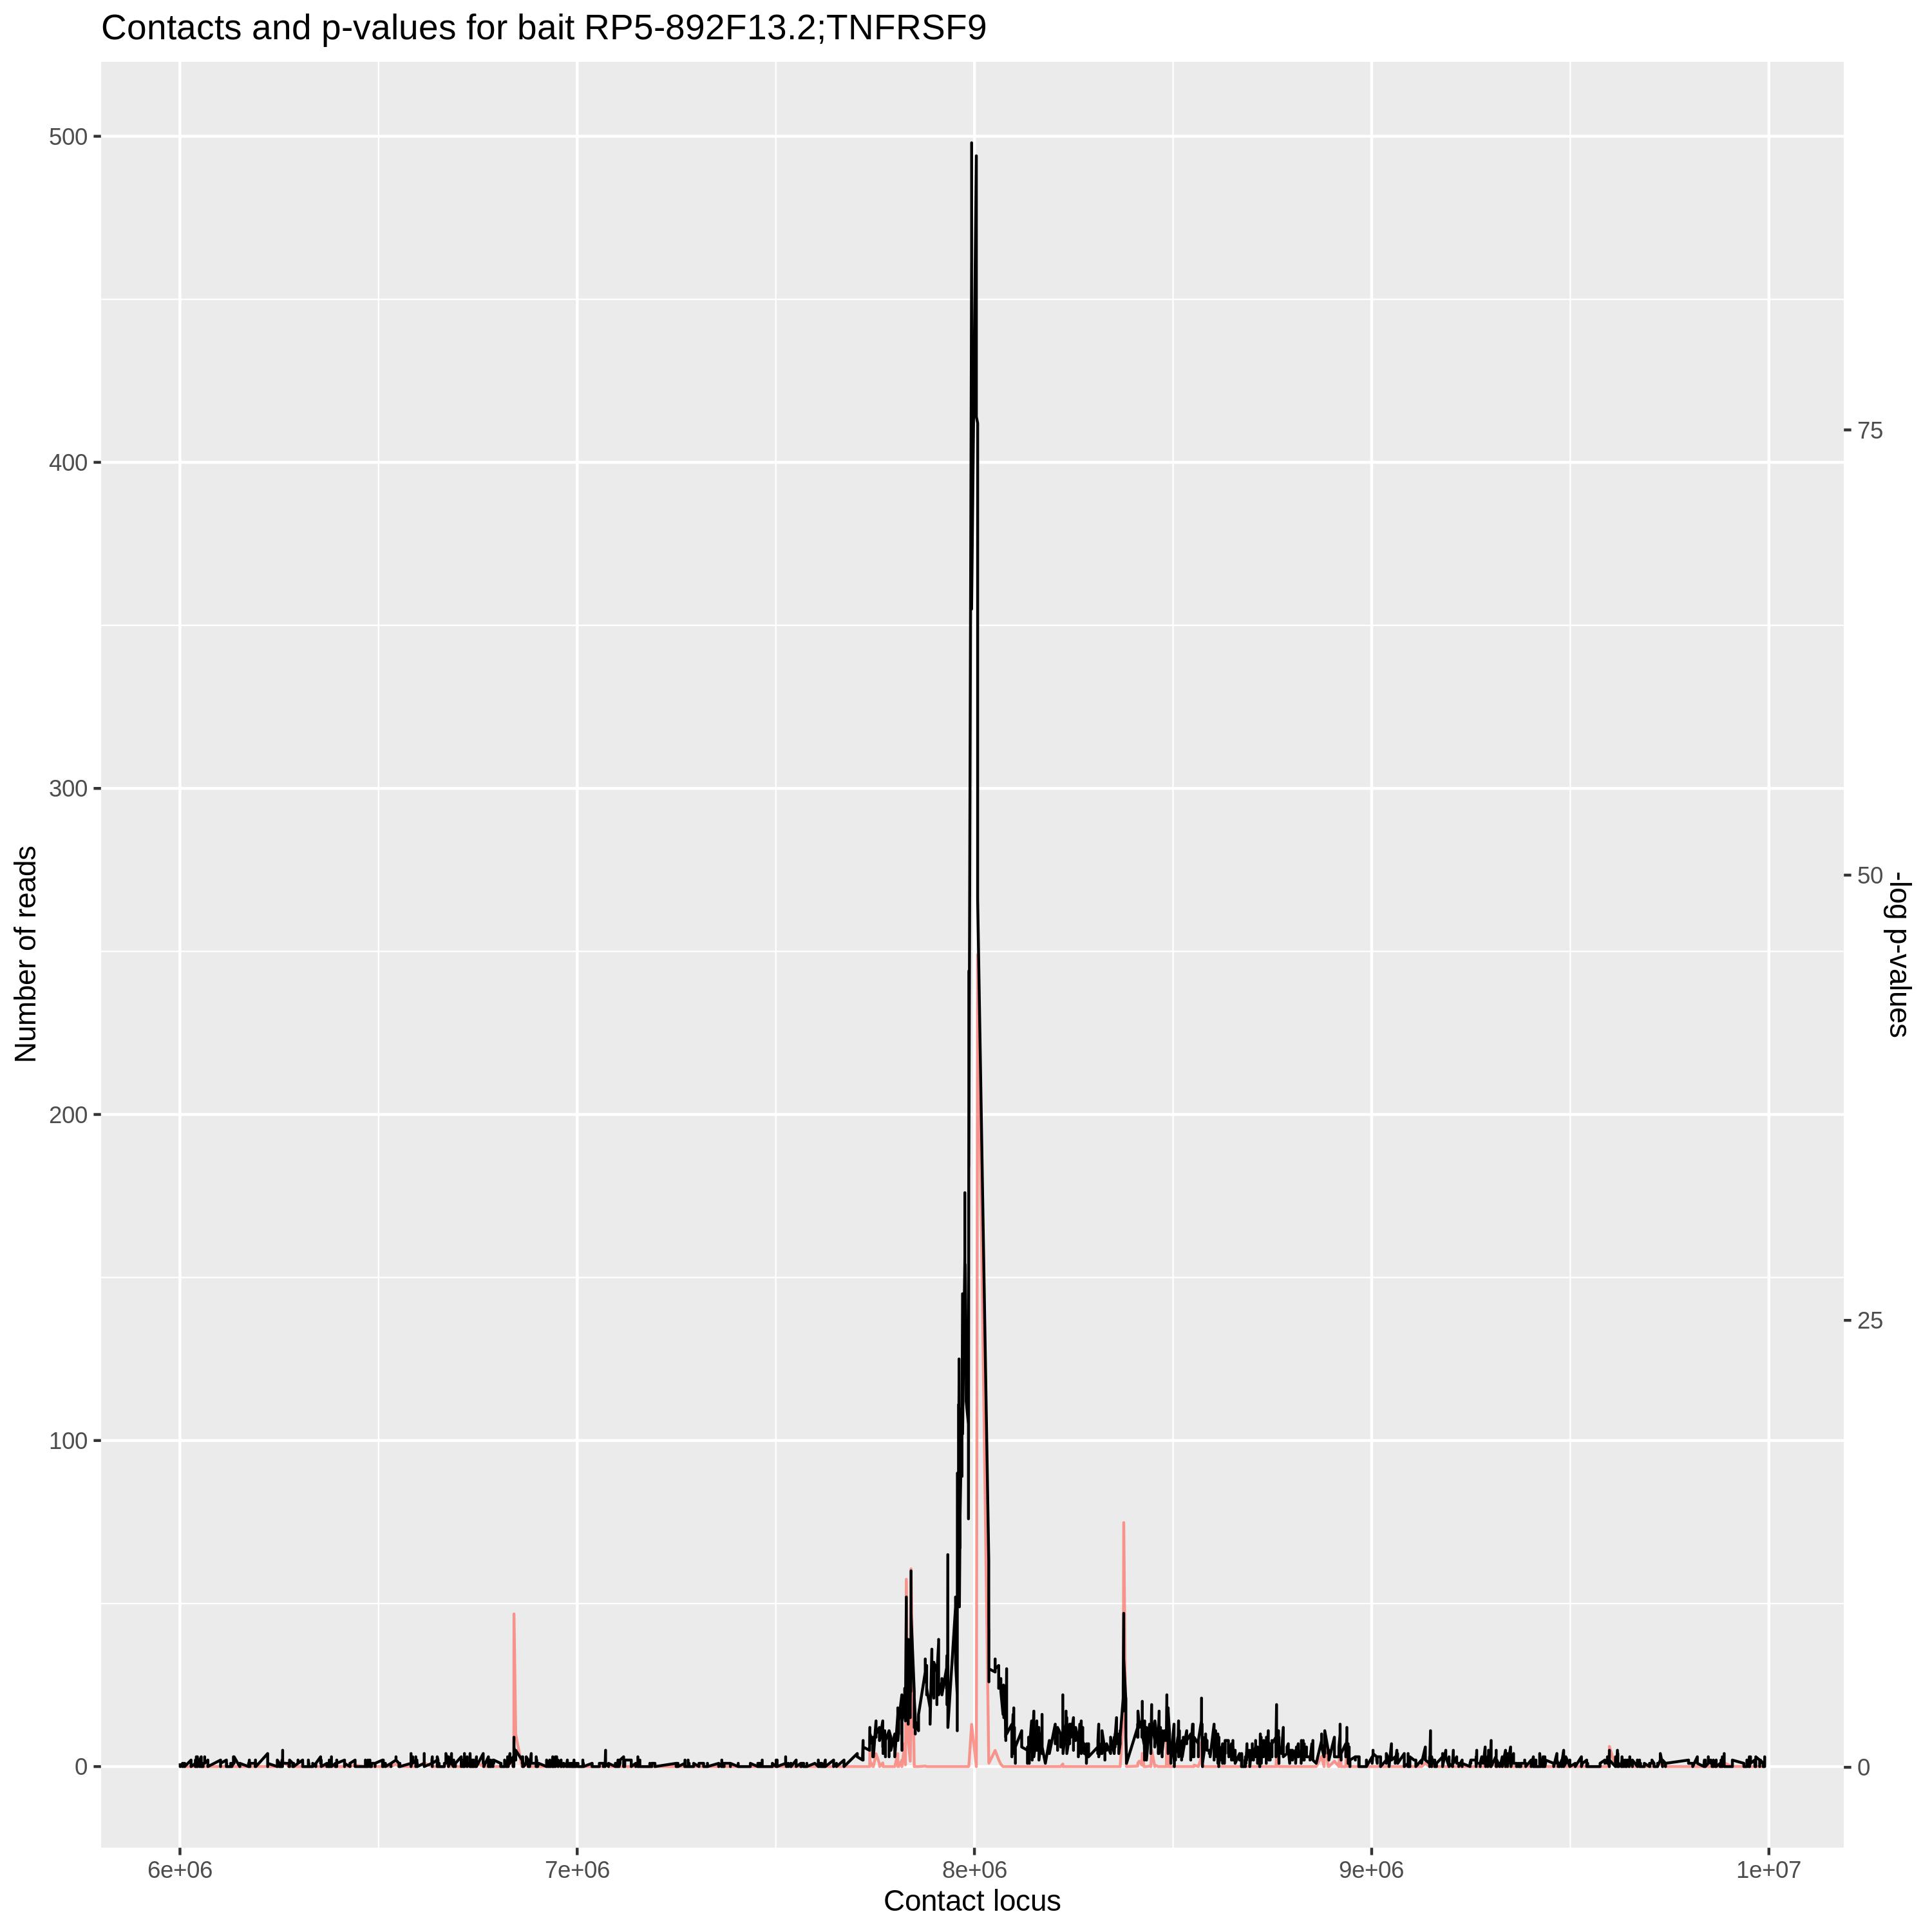 Contacts and p-values for bait RP5-892F13.2;TNFRSF9
500
400
300
200
100
0
Number of reads
75
50
25
0
-log p-values
6e+06 7e+06 8e+06 9e+06 1e+07
Contact locus